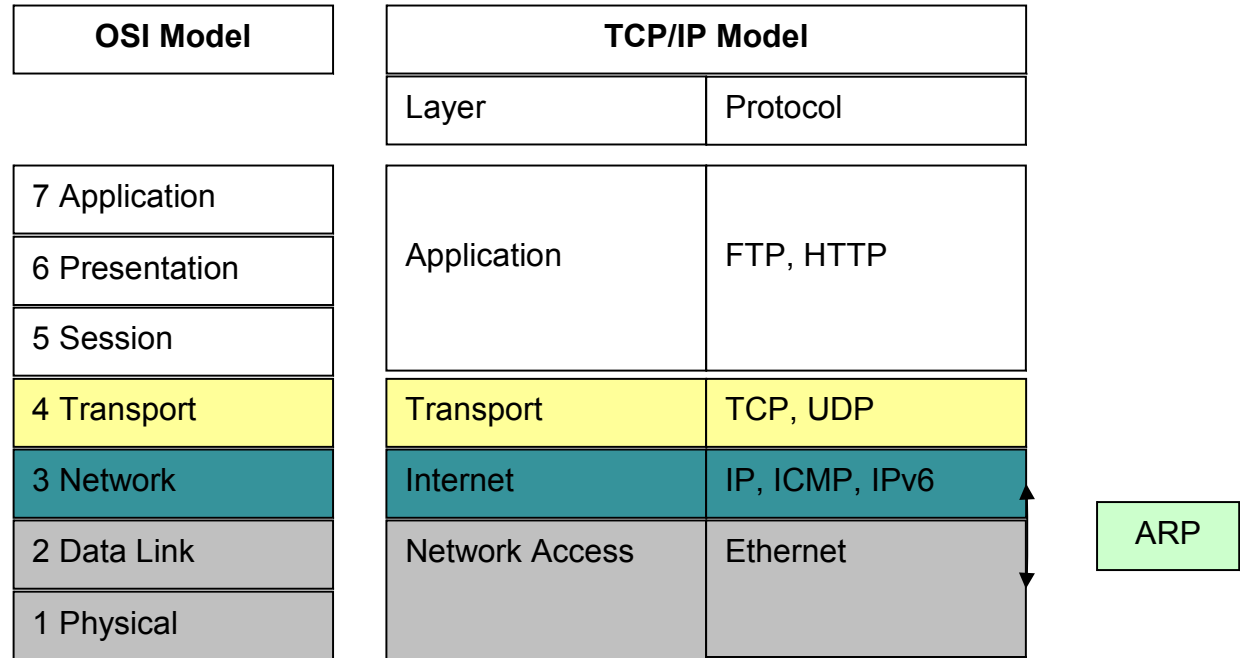 OSI Model
TCP/IP Model
Layer
Protocol
7 Application
6 Presentation
5 Session
Application
FTP, HTTP
4 Transport
Transport
TCP, UDP
3 Network
Internet
IP, ICMP, IPv6
2 Data Link
Network Access
Ethernet
ARP
1 Physical